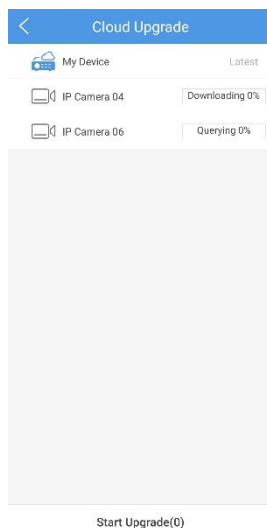 Cloud Upgrade
My Device Latest
IP Camera 04 Downloading 0%
IP Camera 06 Querying 0%
Start Upgrade(0)